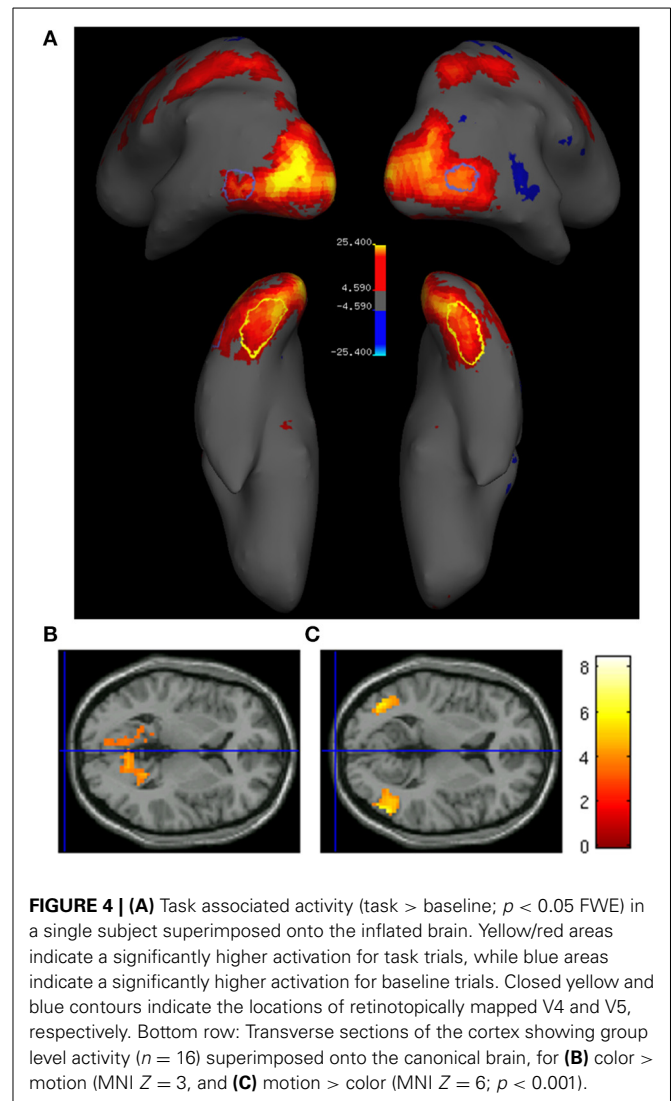 A
25.400
4.590
-4.590
-25.400
B
C
8
6
4
2
0
FIGURE 4 | (A) Task associated activity (task > baseline; p < 0.05 FWE) in
a single subject superimposed onto the inflated brain. Yellow/red areas
indicate a significantly higher activation for task trials, while blue areas
indicate a significantly higher activation for baseline trials. Closed yellow and
blue contours indicate the locations of retinotopically mapped V4 and V5,
respectively. Bottom row: Transverse sections of the cortex showing group
level activity (n = 16) superimposed onto the canonical brain, for (B) color >
motion (MNI Z = 3, and (C) motion > color (MNI Z = 6; p < 0.001).